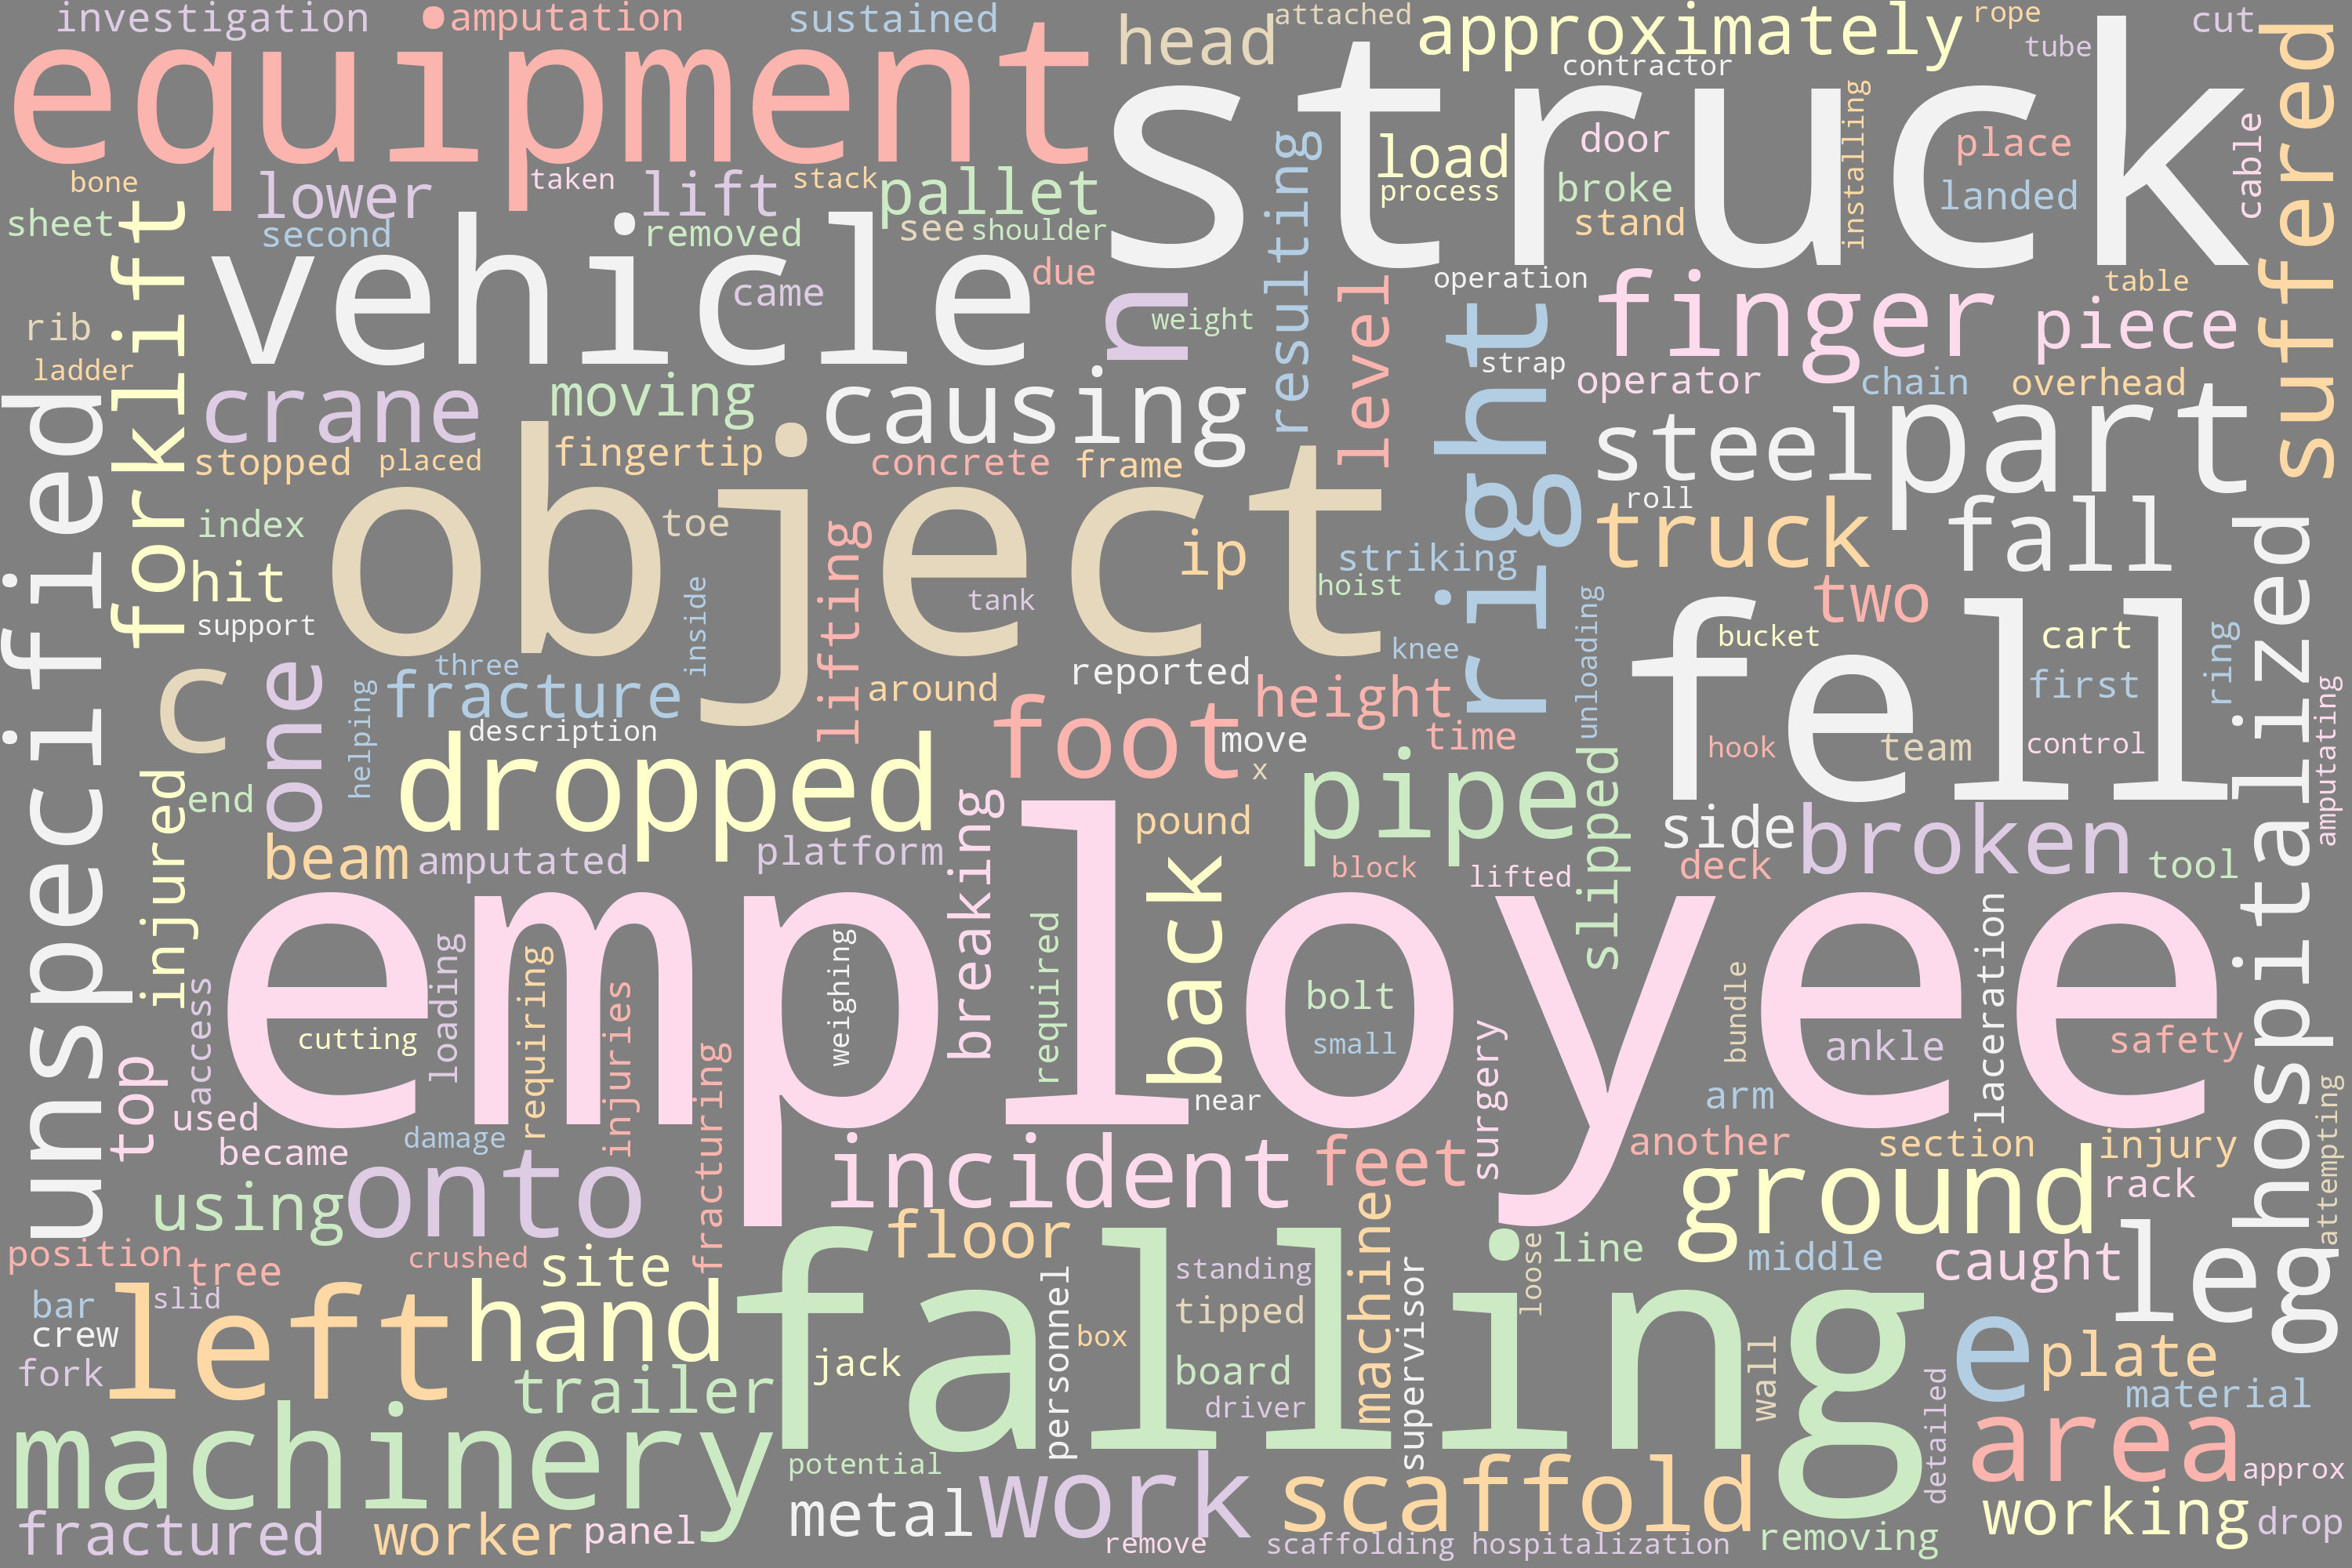 investigation
amputation
sustained
head
attached
approximately
rope
cut
tube
contractor
equipment
struck
suffered
bone
lower
taken
lift
stack
pallet
resulting
load
process
door
broke
installing
place
landed
cable
sheet
forklift
second
removed
see
shoulder
stand
vehicle
came
due
n
weight
level
operation
right
finger
table
piece
rib
ladder
strap
crane
moving
causing
operator
chain
overhead
unspecified
stopped
placed
fingertip
concrete
frame
steel
part
object
roll
index
toe
lifting
ip
striking
truck
fall
hospitalized
hit
inside
tank
hoist
two
support
c
one
three
fracture
around
reported
knee
unloading
fell
bucket
cart
first
ring
helping
description
height
foot
move
time
x
hook
team
control
amputating
injured
end
dropped
breaking
pound
piped
slipped
side
broken
beam
amputated
platform
back
block
lifted
deck
tool
employee
access
cutting
loading
requiring
injuries
weighing
required
bolt
small
bundle
ankle
laceration
safety
top
used
fracturing
near
surgery
arm
became
damage
another
section
injury
attempting
using
onto
incident
feet
ground
rack
position
tree
crushed
site
floor
standing
machine
line
loose
middle
caught
leg
bar
slid
left
hand
falling
personnel
tipped
supervisor
crew
box
e
plate
fork
trailer
jack
board
wall
driver
detailed
material
machinery
potential
area
approx
metal
work
scaffold
working
drop
fractured
worker
panel
remove
scaffolding
hospitalization
removing